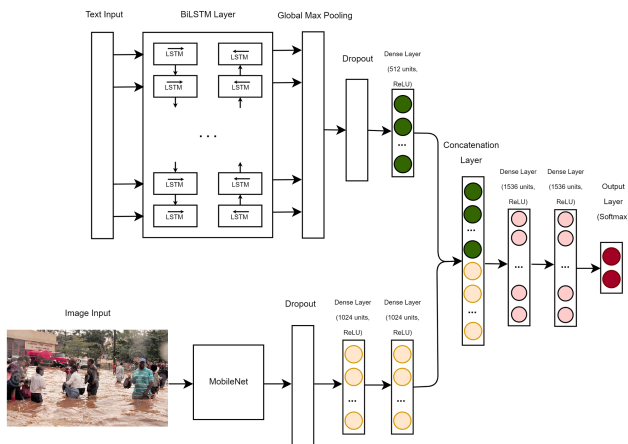 Text Input
BiLSTM Layer
Global Max Pooling
LSTM
LSTM
LSTM
LSTM
...
LSTM
LSTM
LSTM
LSTM
Dropout
Dense Layer
(512 units,
ReLU)
...
Concatenation
Layer
...
...
Dense Layer
(1536 units,
ReLU)
...
Dense Layer
(1536 units,
ReLU)
...
Output
Layer
(Softmax
Image Input
MobileNet
Dropout
Dense Layer
(1024 units,
ReLU)
...
Dense Layer
(1024 units,
ReLU)
...